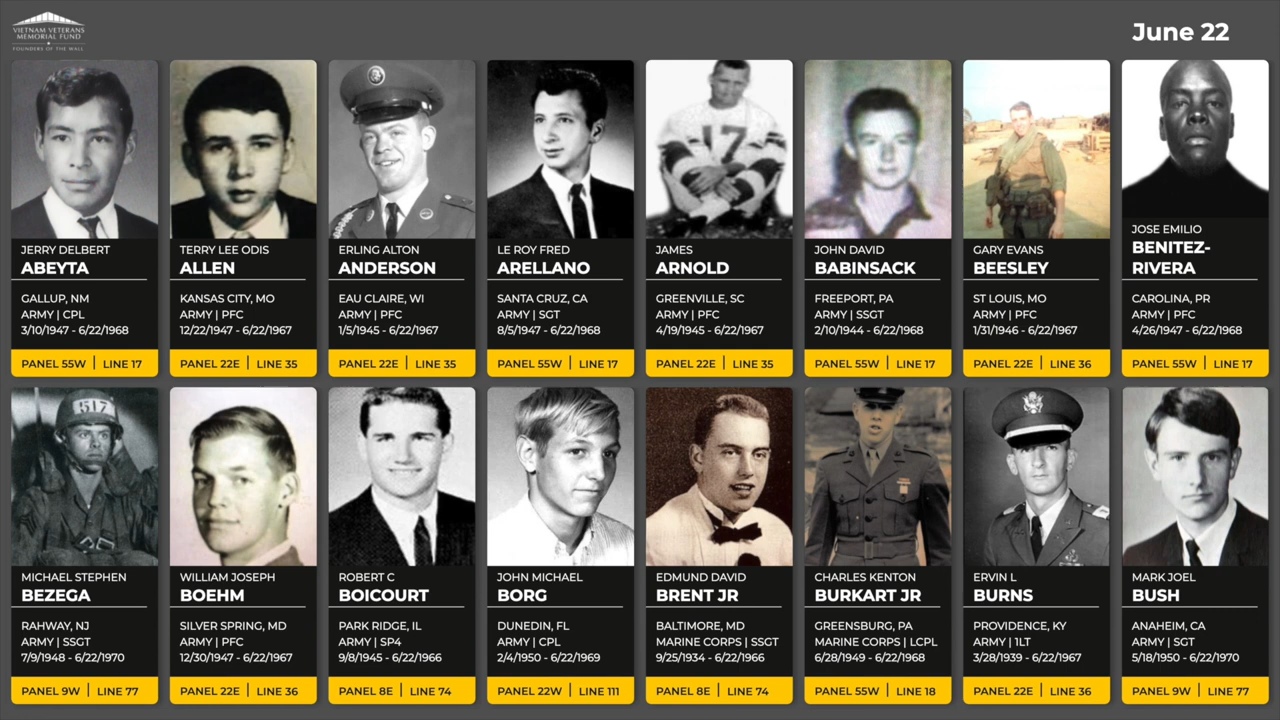 VIETNAM VETERANS
MEMORIAL FUND
FOUNDERS OF THE WALL
June 22
JERRY DELBERT
ABEYTA
GALLUP, NM
ARMY | CPL
3/10/1947 - 6/22/1968
PANEL 55W | LINE 17
TERRY LEE ODIS
ALLEN
KANSAS CITY, MO
ARMY | PFC
12/22/1947 - 6/22/1967
PANEL 22E | LINE 35
ERLING ALTON
ANDERSON
EAU CLAIRE, WI
ARMY | PFC
1/5/1945 - 6/22/1967
PANEL 22E | LINE 35
LE ROY FRED
ARELLANO
SANTA CRUZ, CA
ARMY | SGT
8/5/1947 - 6/22/1968
PANEL 55W | LINE 17
17
JAMES
ARNOLD
GREENVILLE, SC
ARMY | PFC
4/19/1945 - 6/22/1967
PANEL 22E | LINE 35
JOHN DAVID
BABINSACK
FREEPORT, PA
ARMY | SSGT
2/10/1944 - 6/22/1968
PANEL 55W | LINE 17
GARY EVANS
BEESLEY
ST LOUIS, MO
ARMY | PFC
1/31/1946 - 6/22/1967
PANEL 22E | LINE 36
JOSE EMILIO
BENITEZ-
RIVERA
CAROLINA, PR
ARMY | PFC
4/26/1947 - 6/22/1968
PANEL 55W | LINE 17
517
MICHAEL STEPHEN
BEZEGA
RAHWAY, NJ
ARMY | SSGT
7/9/1948 - 6/22/1970
PANEL 9W | LINE 77
WILLIAM JOSEPH
BOEHM
SILVER SPRING, MD
ARMY | PFC
12/30/1947 - 6/22/1967
PANEL 22E | LINE 36
ROBERT C
BOICOURT
PARK RIDGE, IL
ARMY | SP4
9/8/1945 - 6/22/1966
PANEL 8E | LINE 74
JOHN MICHAEL
BORG
DUNEDIN, FL
ARMY | CPL
2/4/1950 - 6/22/1969
PANEL 22W | LINE 111
EDMUND DAVID
BRENT JR
BALTIMORE, MD
MARINE CORPS | SSGT
9/25/1934 - 6/22/1966
PANEL 8E | LINE 74
CHARLES KENTON
BURKART JR
GREENSBURG, PA
MARINE CORPS | LCPL
6/28/1949 - 6/22/1968
PANEL 55W | LINE 18
ERVIN L
BURNS
PROVIDENCE, KY
ARMY | 1LT
3/28/1939 - 6/22/1967
PANEL 22E | LINE 36
MARK JOEL
BUSH
ANAHEIM, CA
ARMY | SGT
5/18/1950 - 6/22/1970
PANEL 9W | LINE 77